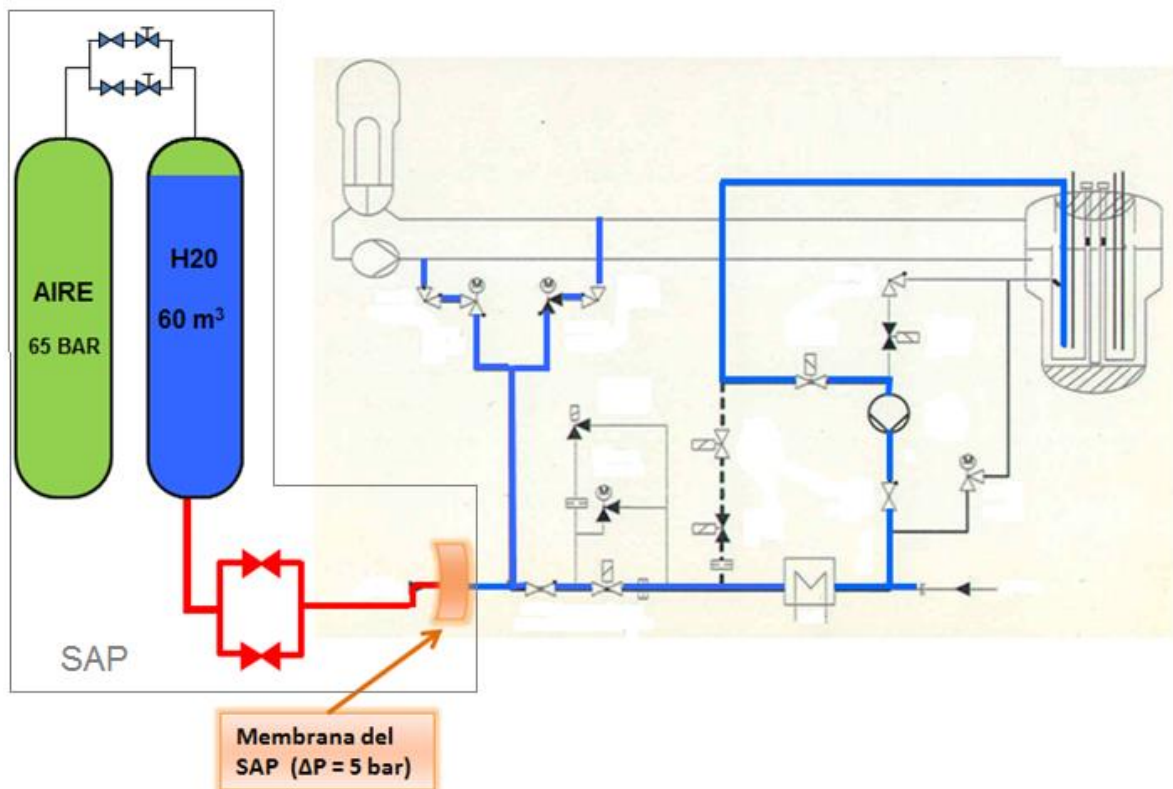 AIRE
65 BAR
H20
60 m³
SAP
Membrana del
SAP (ΔP = 5 bar)